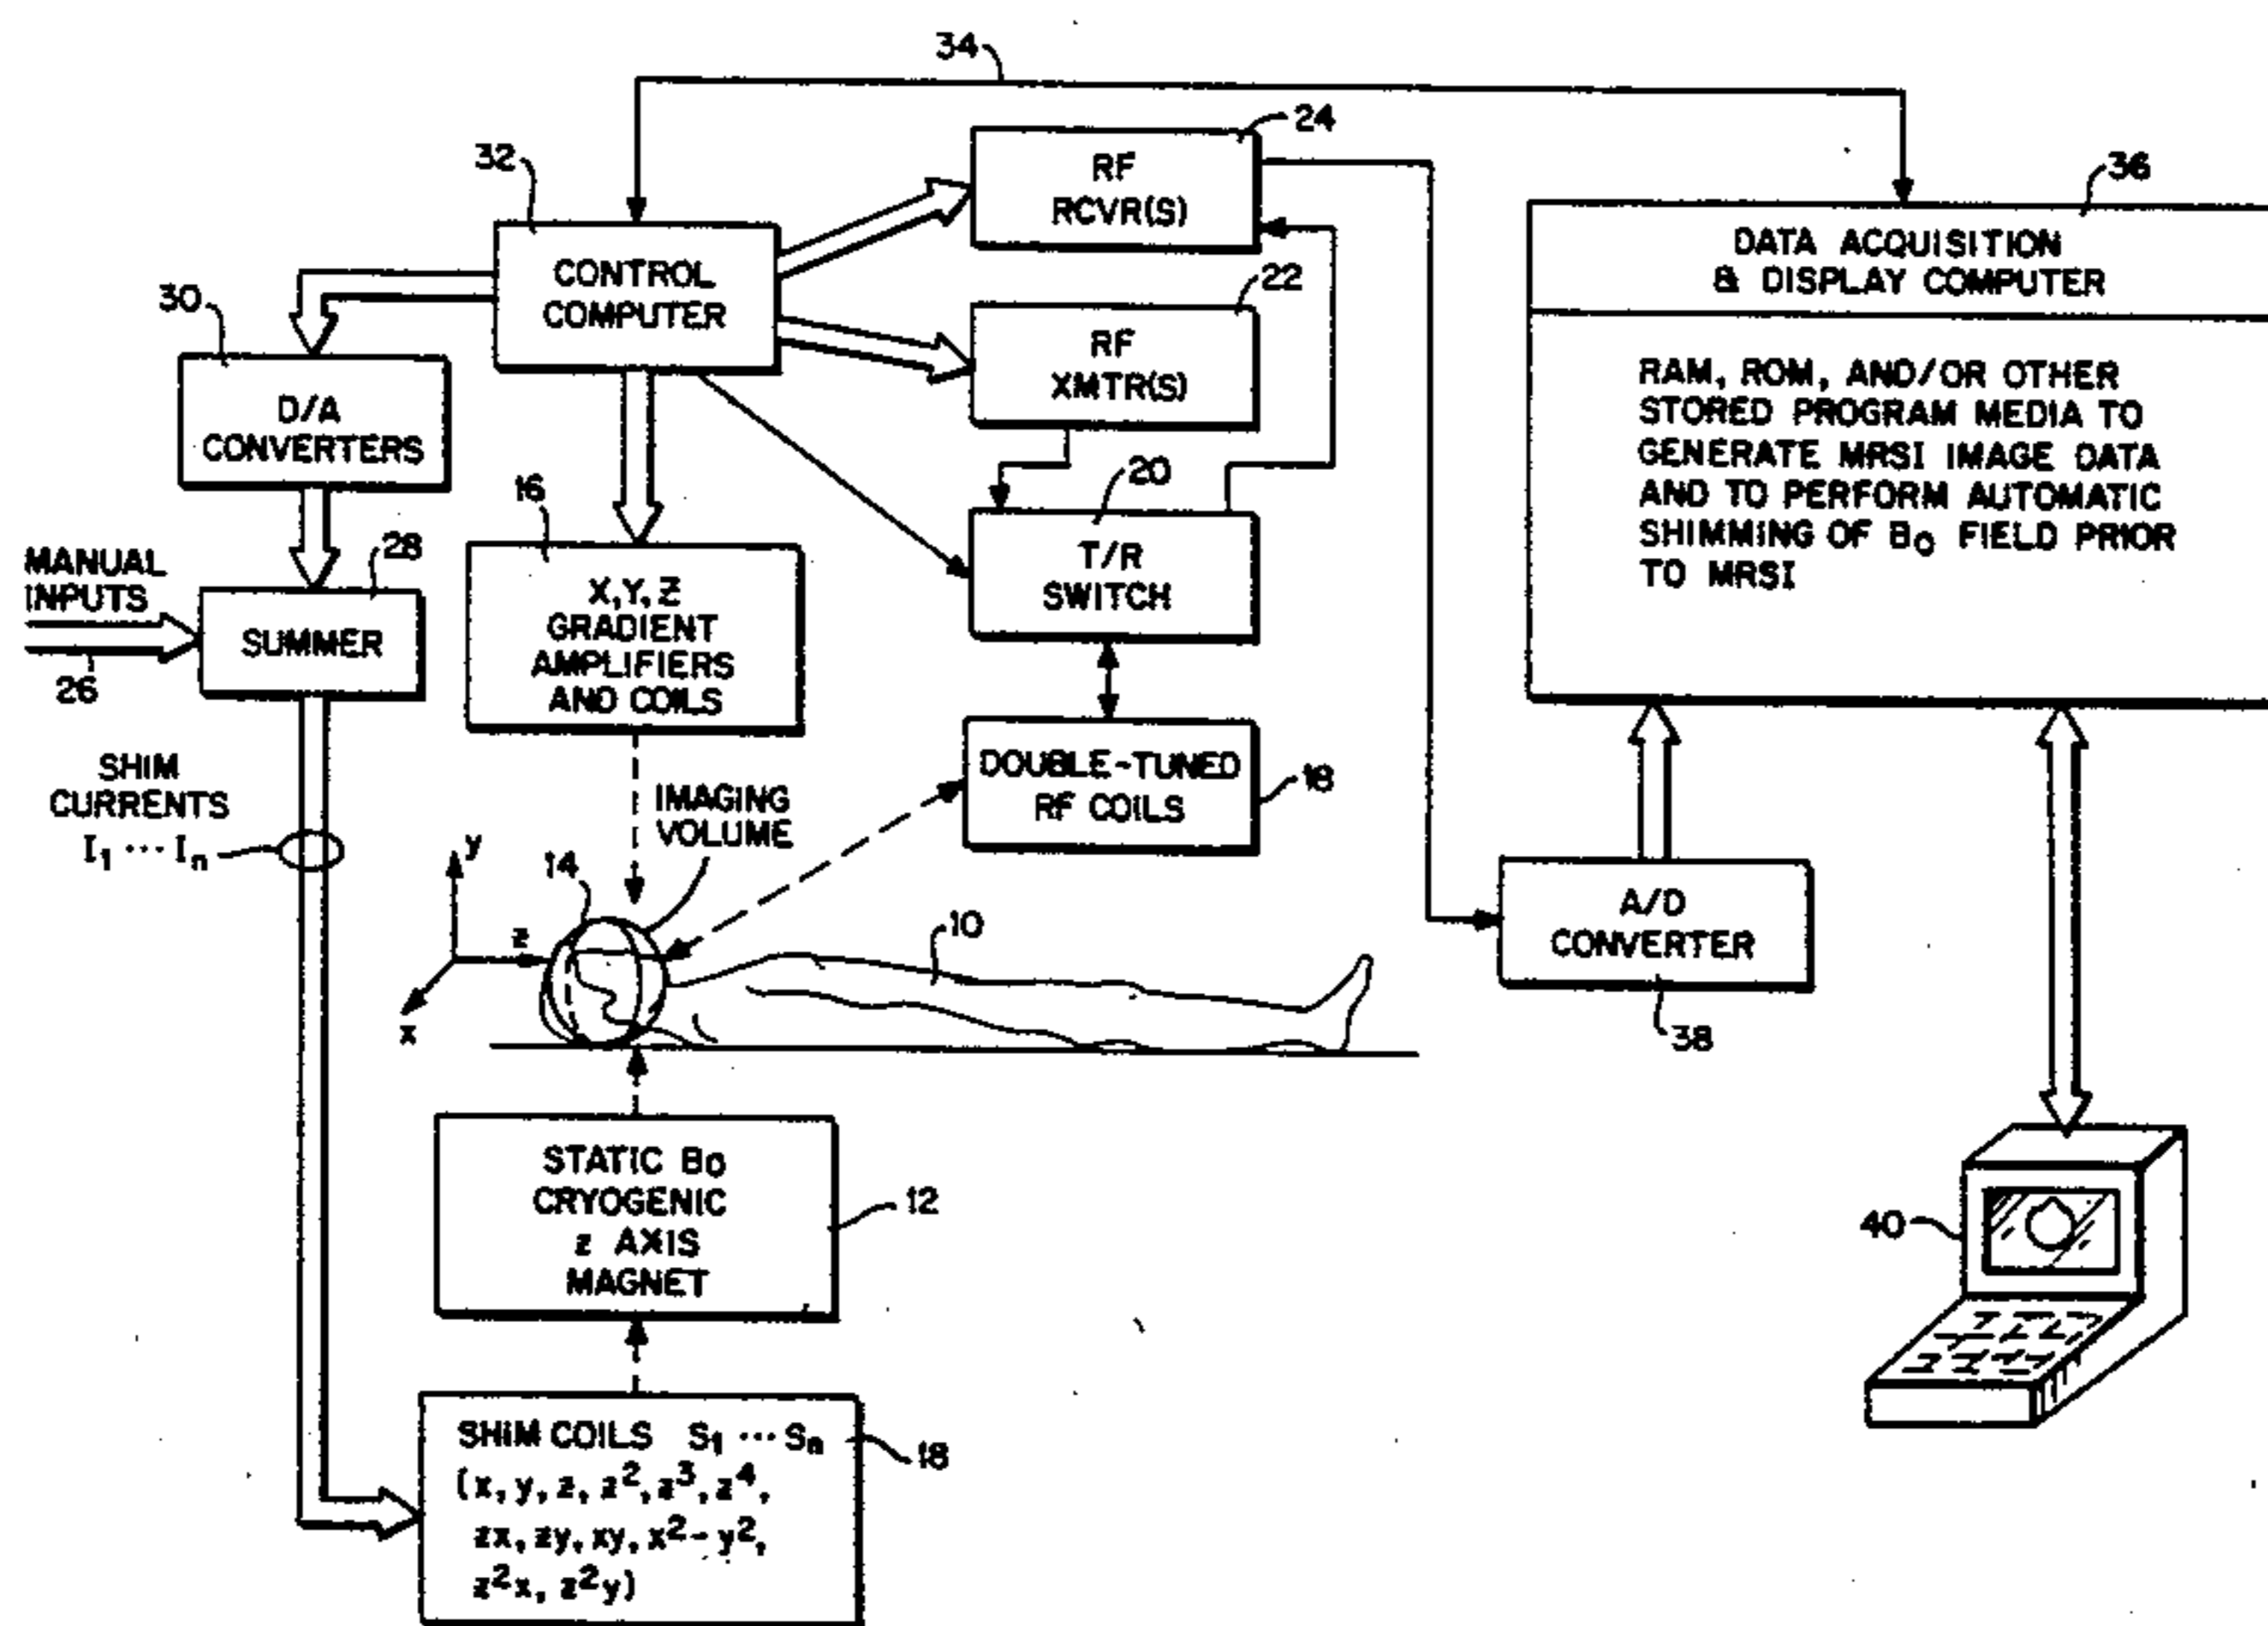 34
24
RF
RCVR(S)
32
CONTROL
COMPUTER
36
DATA ACQUISITION
& DISPLAY COMPUTER
RAM, ROM, AND/OR OTHER
STORED PROGRAM MEDIA TO
GENERATE MRSI IMAGE DATA
AND TO PERFORM AUTOMATIC
SHIMMING OF B₀ FIELD PRIOR
TO MRSI
22
RF
XMTR(S)
30
D/A
CONVERTERS
20
T/R
SWITCH
16
X,Y,Z
GRADIENT
AMPLIFIERS
AND COILS
MANUAL
INPUTS
26
28
SUMMER
DOUBLE-TUNED
RF COILS
18
SHIM
CURRENTS
I₁ ··· Iₙ
IMAGING
VOLUME
14
y
z
x
10
A/D
CONVERTER
38
STATIC B₀
CRYOGENIC
z AXIS
MAGNET
12
40
SHIM COILS S₁ ··· Sₙ
(x, y, z, z², z³, z⁴,
zx, zy, xy, x²-y²,
z²x, z²y)
18